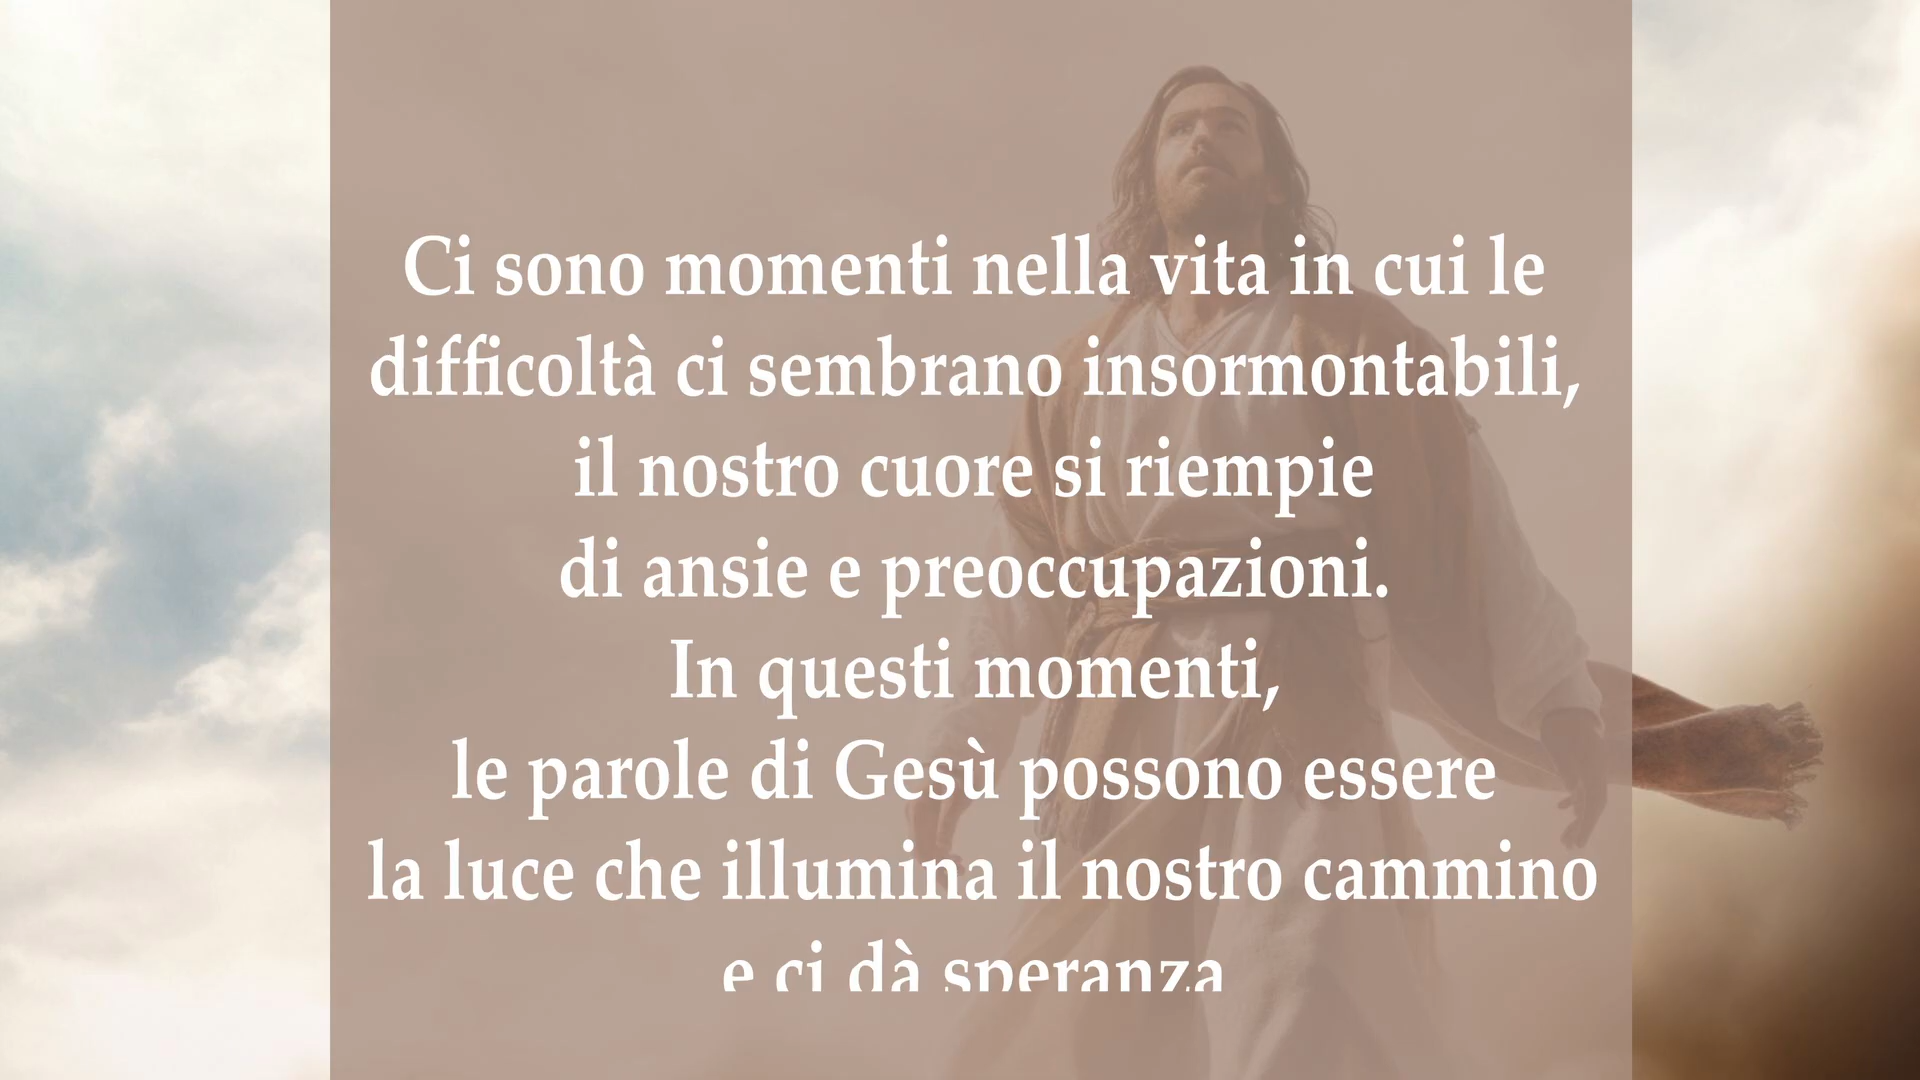 Ci sono momenti nella vita in cui le
difficoltà ci sembrano insormontabili,
il nostro cuore si riempie
di ansie e preoccupazioni.
In questi momenti,
le parole di Gesù possono essere
la luce che illumina il nostro cammino
e ci dà speranza